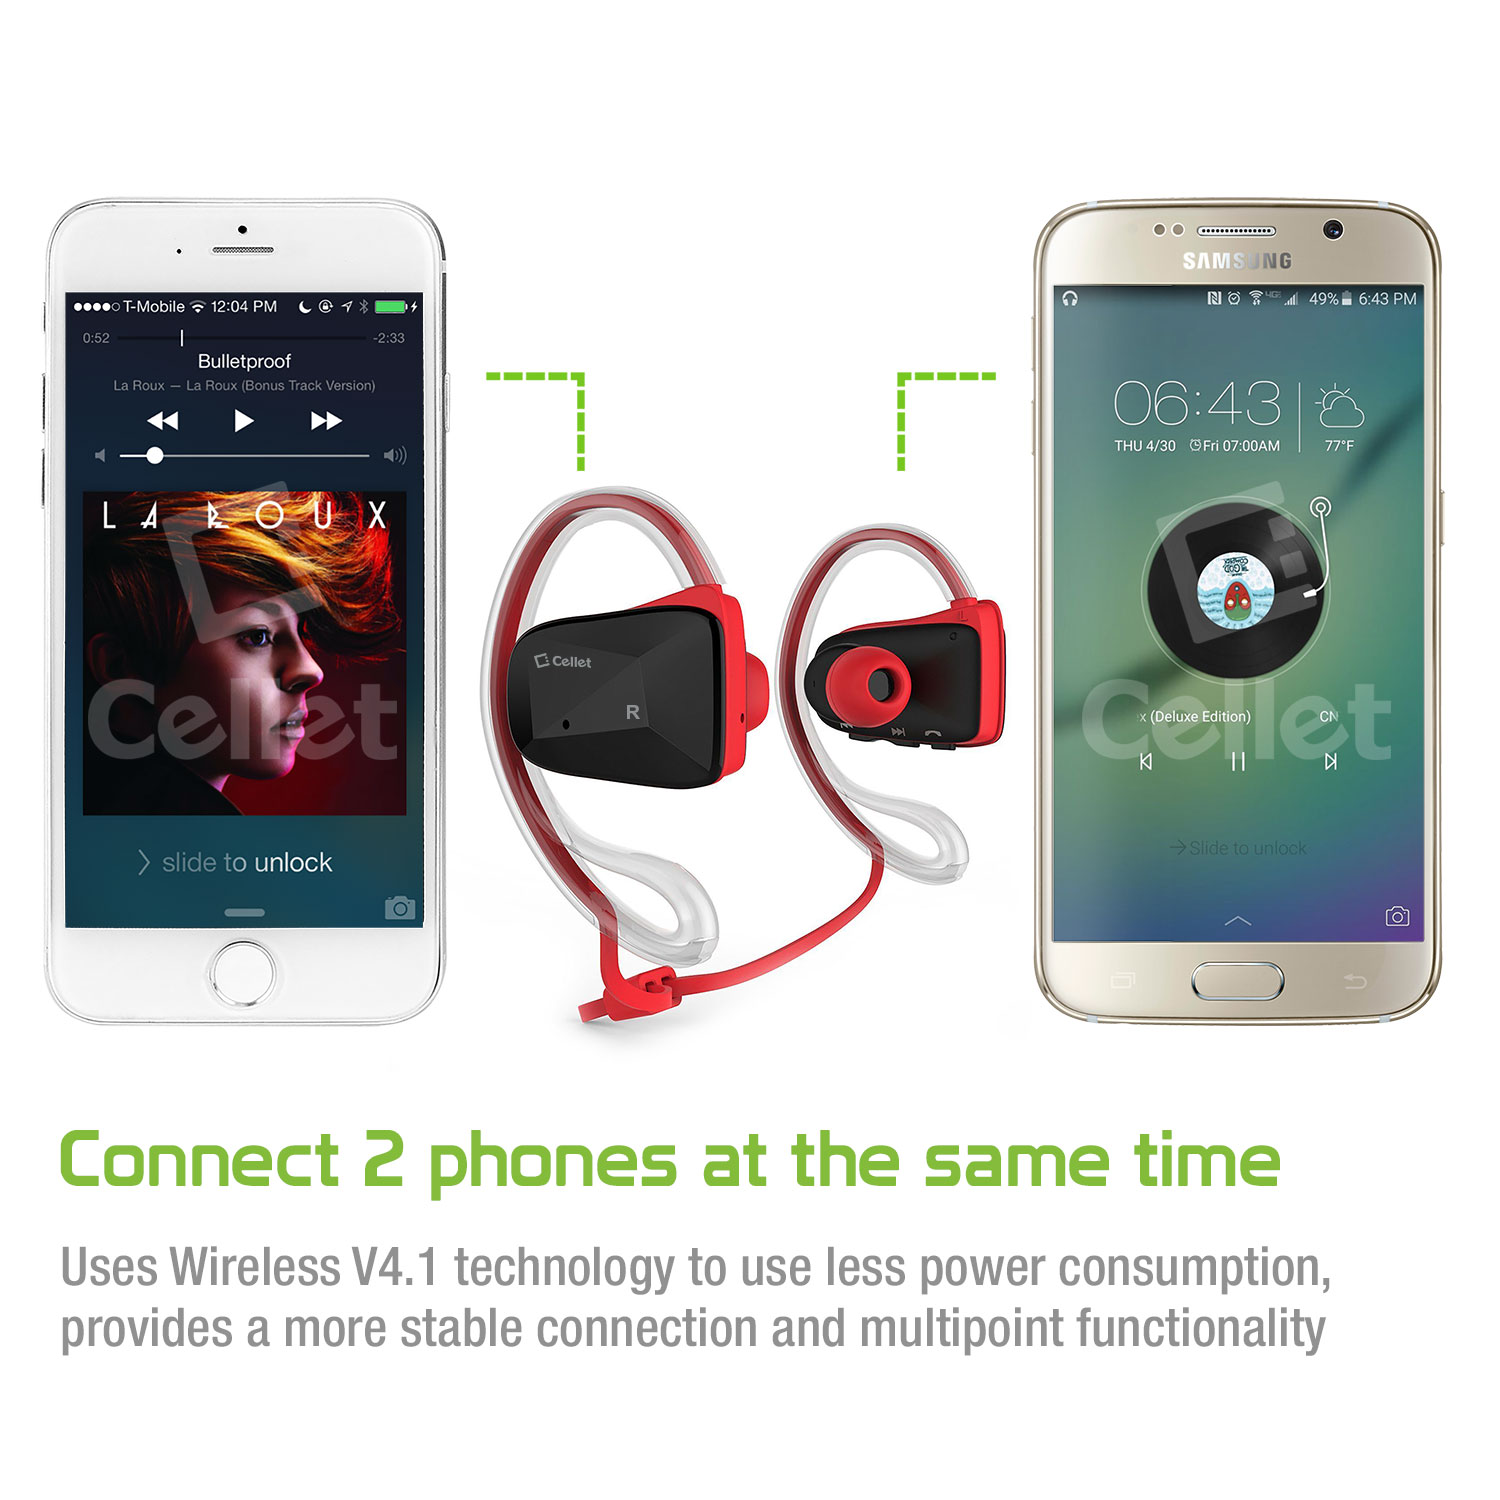 T-Mobile 12:04 PM
0:52 -2:33
Bulletproof
La Roux — La Roux (Bonus Track Version)
LA ROUX
Cellet
slide to unlock
Cellet
R
L
SAMSUNG
4G 49% 6:43 PM
06:43
THU 4/30 Fri 07:00AM 77°F
x (Deluxe Edition) CN
Cellet
Slide to unlock
Connect 2 phones at the same time
Uses Wireless V4.1 technology to use less power consumption,
provides a more stable connection and multipoint functionality